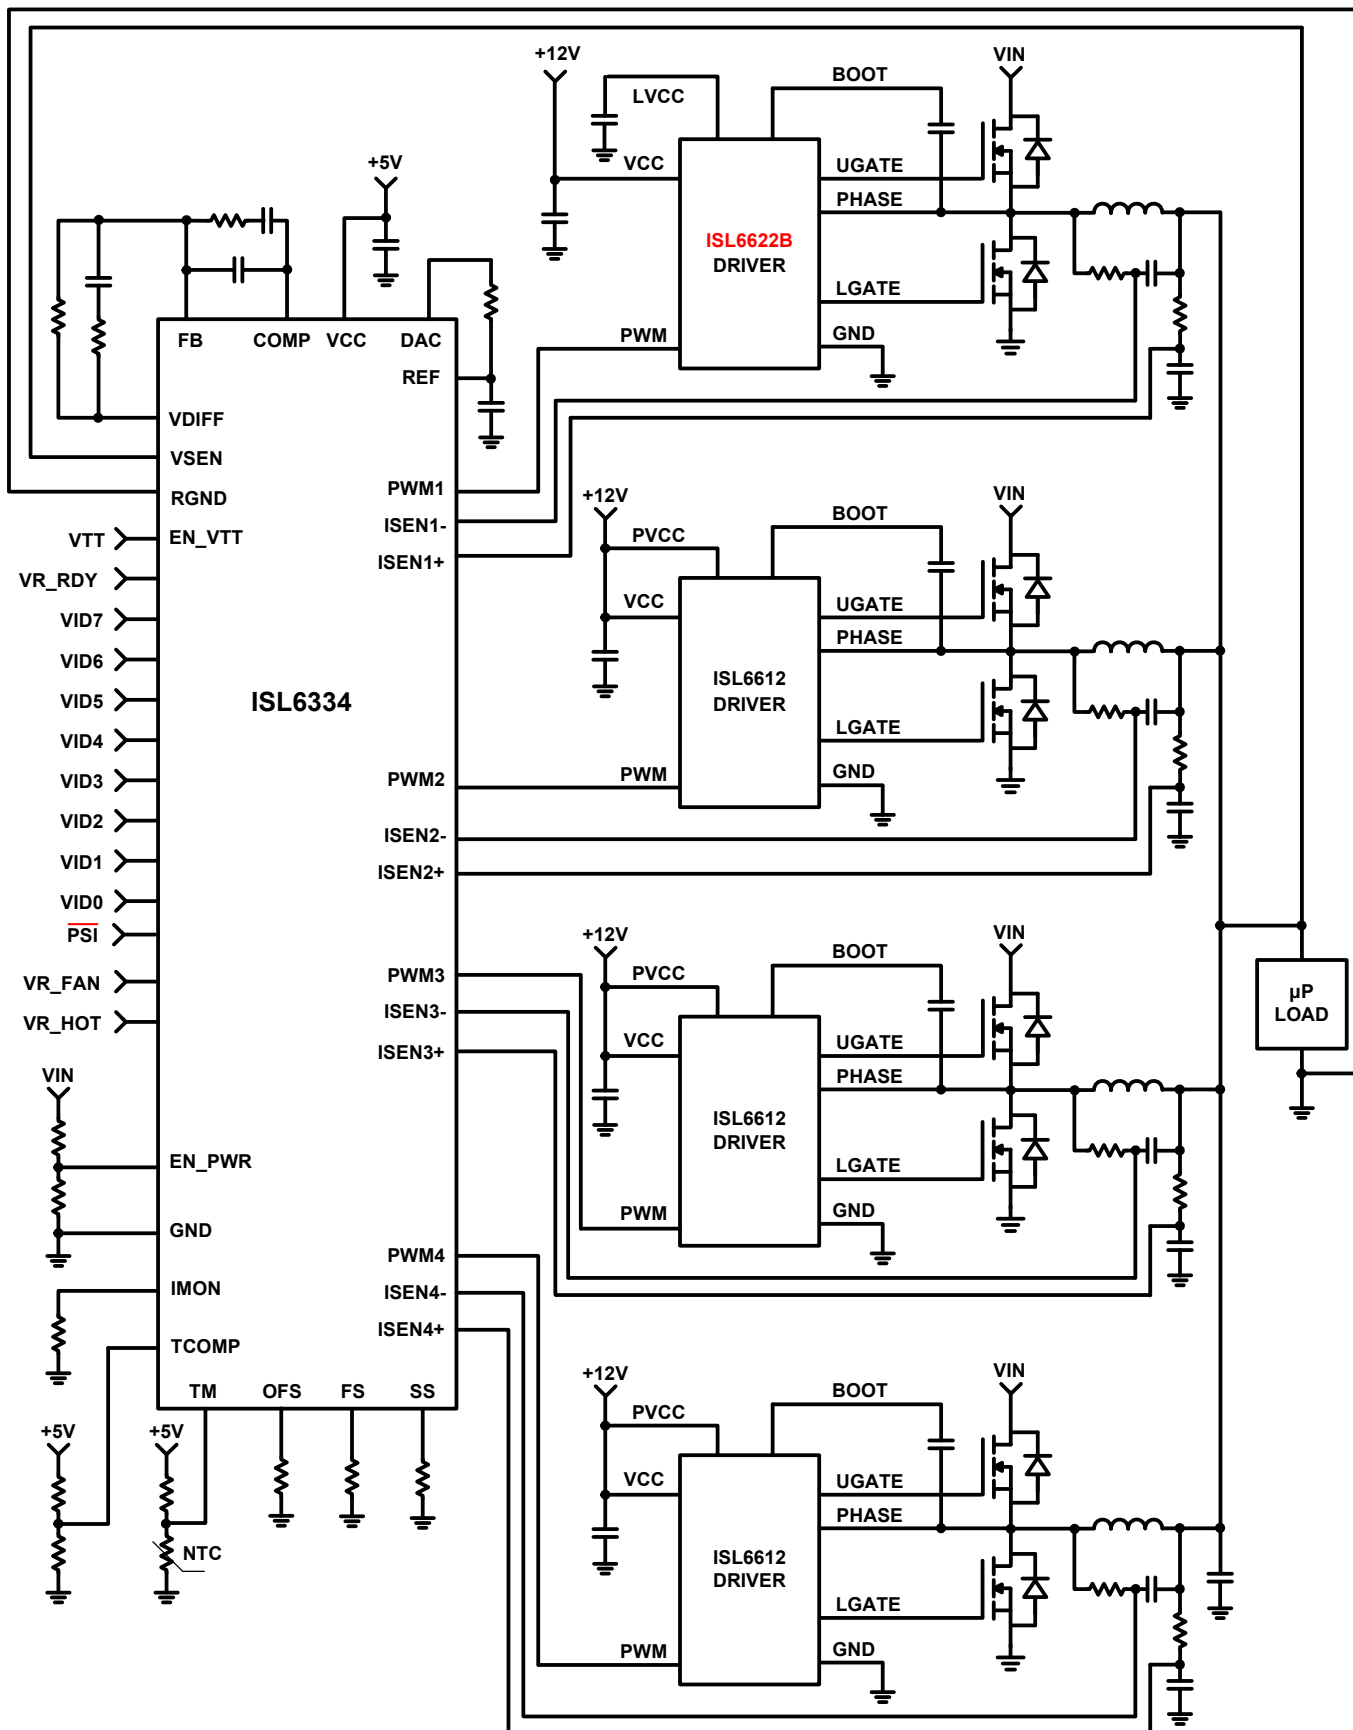 +12V
LVCC
BOOT
VIN
VCC
UGATE
PHASE
ISL6622B
DRIVER
LGATE
GND
PWM
+5V
FB
COMP
VCC
DAC
REF
VDIFF
VSEN
RGND
EN_VTT
VTT
VR_RDY
VID7
VID6
VID5
VID4
VID3
VID2
VID1
VID0
PSI
VR_FAN
VR_HOT
VIN
EN_PWR
GND
IMON
TCOMP
TM
OFS
FS
SS
ISL6334
PWM1
ISEN1-
ISEN1+
PWM2
ISEN2-
ISEN2+
PWM3
ISEN3-
ISEN3+
PWM4
ISEN4-
ISEN4+
+5V
+5V
NTC
+12V
PVCC
BOOT
VIN
VCC
UGATE
PHASE
ISL6612
DRIVER
LGATE
GND
PWM
+12V
PVCC
BOOT
VIN
VCC
UGATE
PHASE
ISL6612
DRIVER
LGATE
GND
PWM
+12V
PVCC
BOOT
VIN
VCC
UGATE
PHASE
ISL6612
DRIVER
LGATE
GND
PWM
µP
LOAD